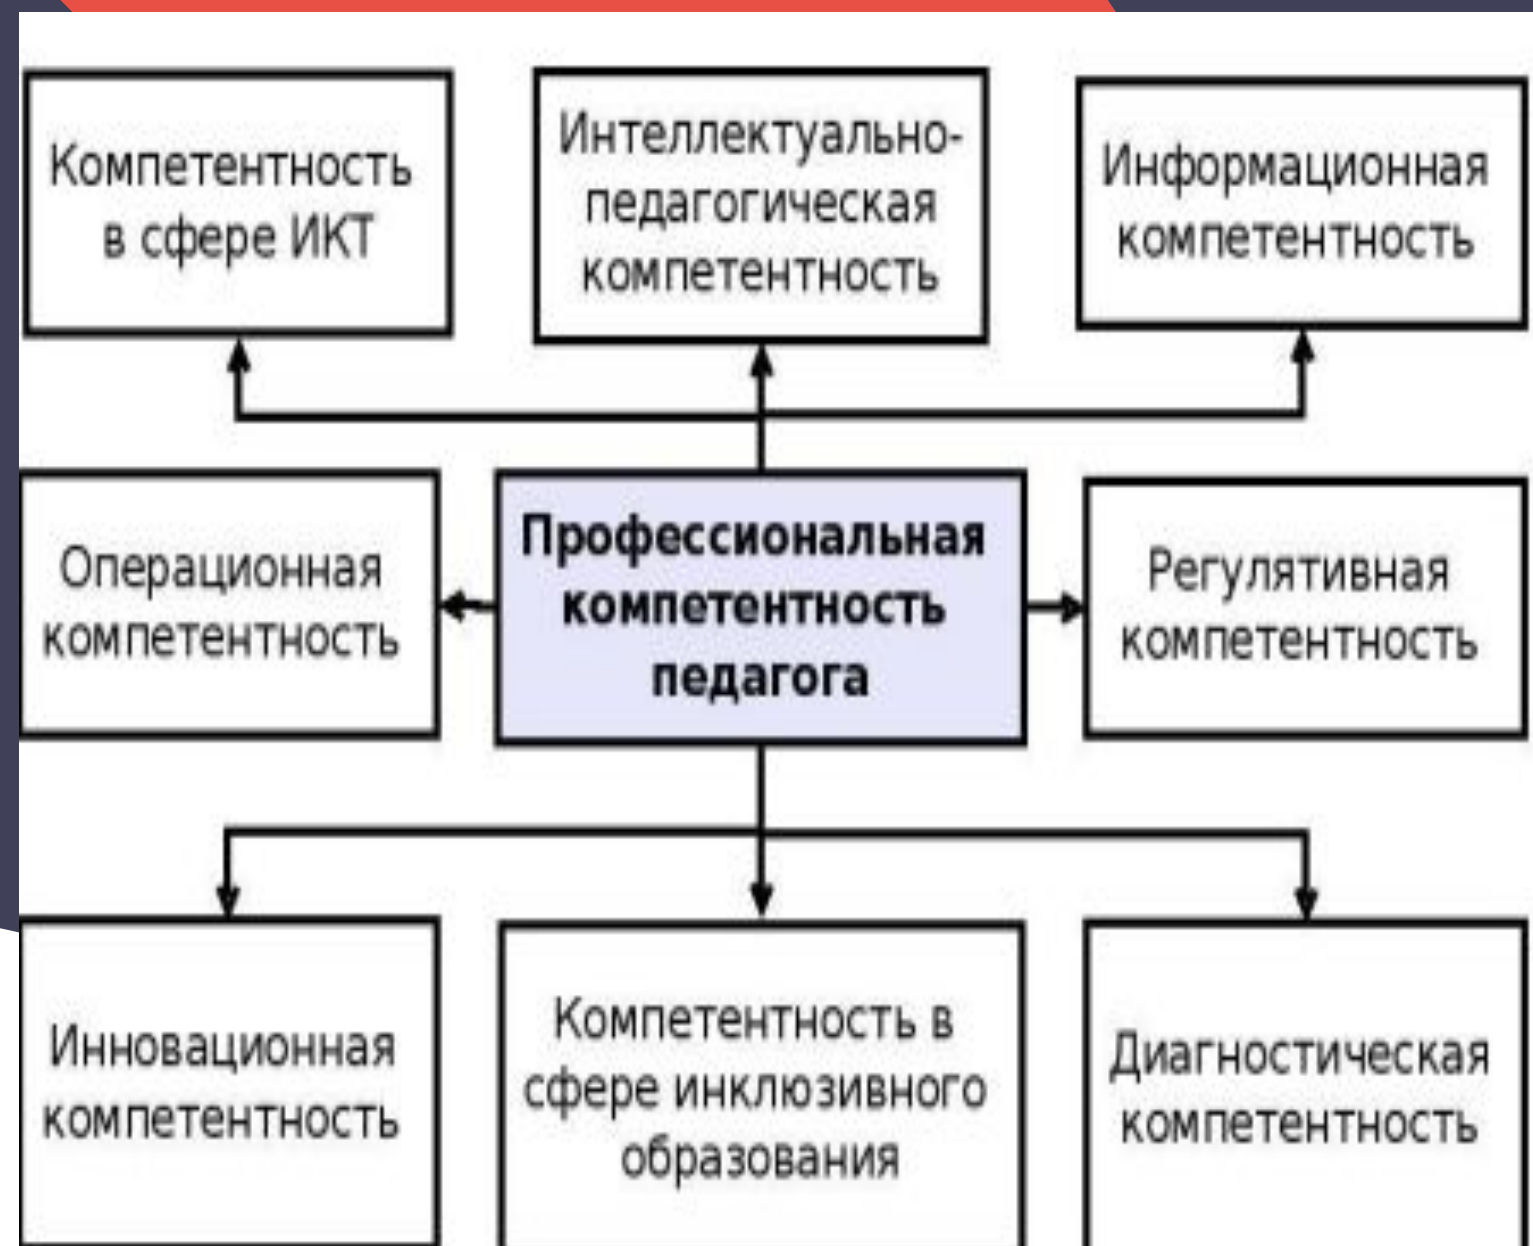 Компетентность
в сфере ИКТ
Интеллектуально-
педагогическая
компетентность
Информационная
компетентность
Операционная
компетентность
Профессиональная
компетентность
педагога
Регулятивная
компетентность
Инновационная
компетентность
Компетентность в
сфере инклюзивного
образования
Диагностическая
компетентность